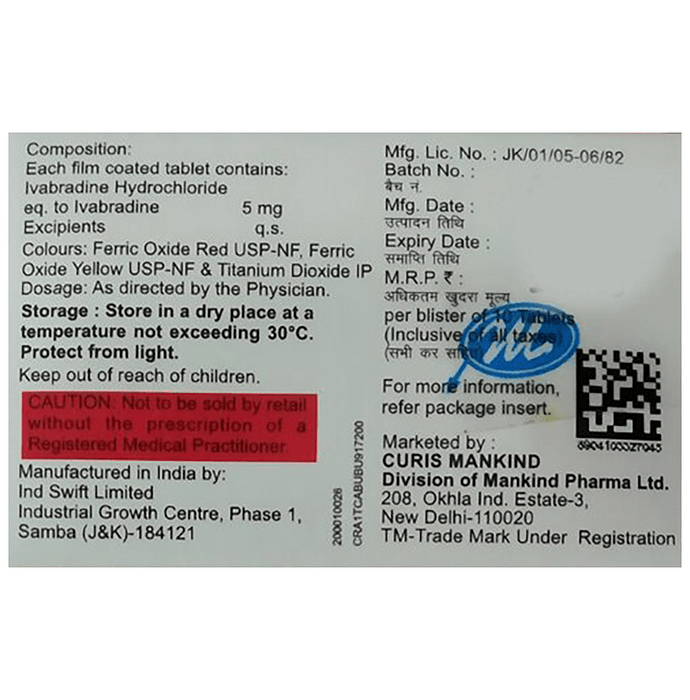 Composition:
Each film coated tablet contains:
Ivabradine Hydrochloride
eq. to Ivabradine 5 mg
Excipients q.s.
Colours: Ferric Oxide Red USP-NF, Ferric
Oxide Yellow USP-NF & Titanium Dioxide IP
Dosage: As directed by the Physician.
Storage : Store in a dry place at a
temperature not exceeding 30°C.
Protect from light.
Keep out of reach of children.
CAUTION: Not to be sold by retail
without the prescription of a
Registered Medical Practitioner.
Manufactured in India by:
Ind Swift Limited
Industrial Growth Centre, Phase 1,
Samba (J&K)-184121
200010026
CRA1TCABUBU917200
Mfg. Lic. No. : JK/01/05-06/82
Batch No. :
बैच नं.
Mfg. Date :
उत्पादन तिथि
Expiry Date :
समाप्ति तिथि
M.R.P. ₹ :
अधिकतम खुदरा मूल्य
per blister of 10 Tablets
(Inclusive of all taxes)
(सभी कर सहित)
For more information,
refer package insert.
8904103327045
Marketed by :
CURIS MANKIND
Division of Mankind Pharma Ltd.
208, Okhla Ind. Estate-3,
New Delhi-110020
TM-Trade Mark Under Registration